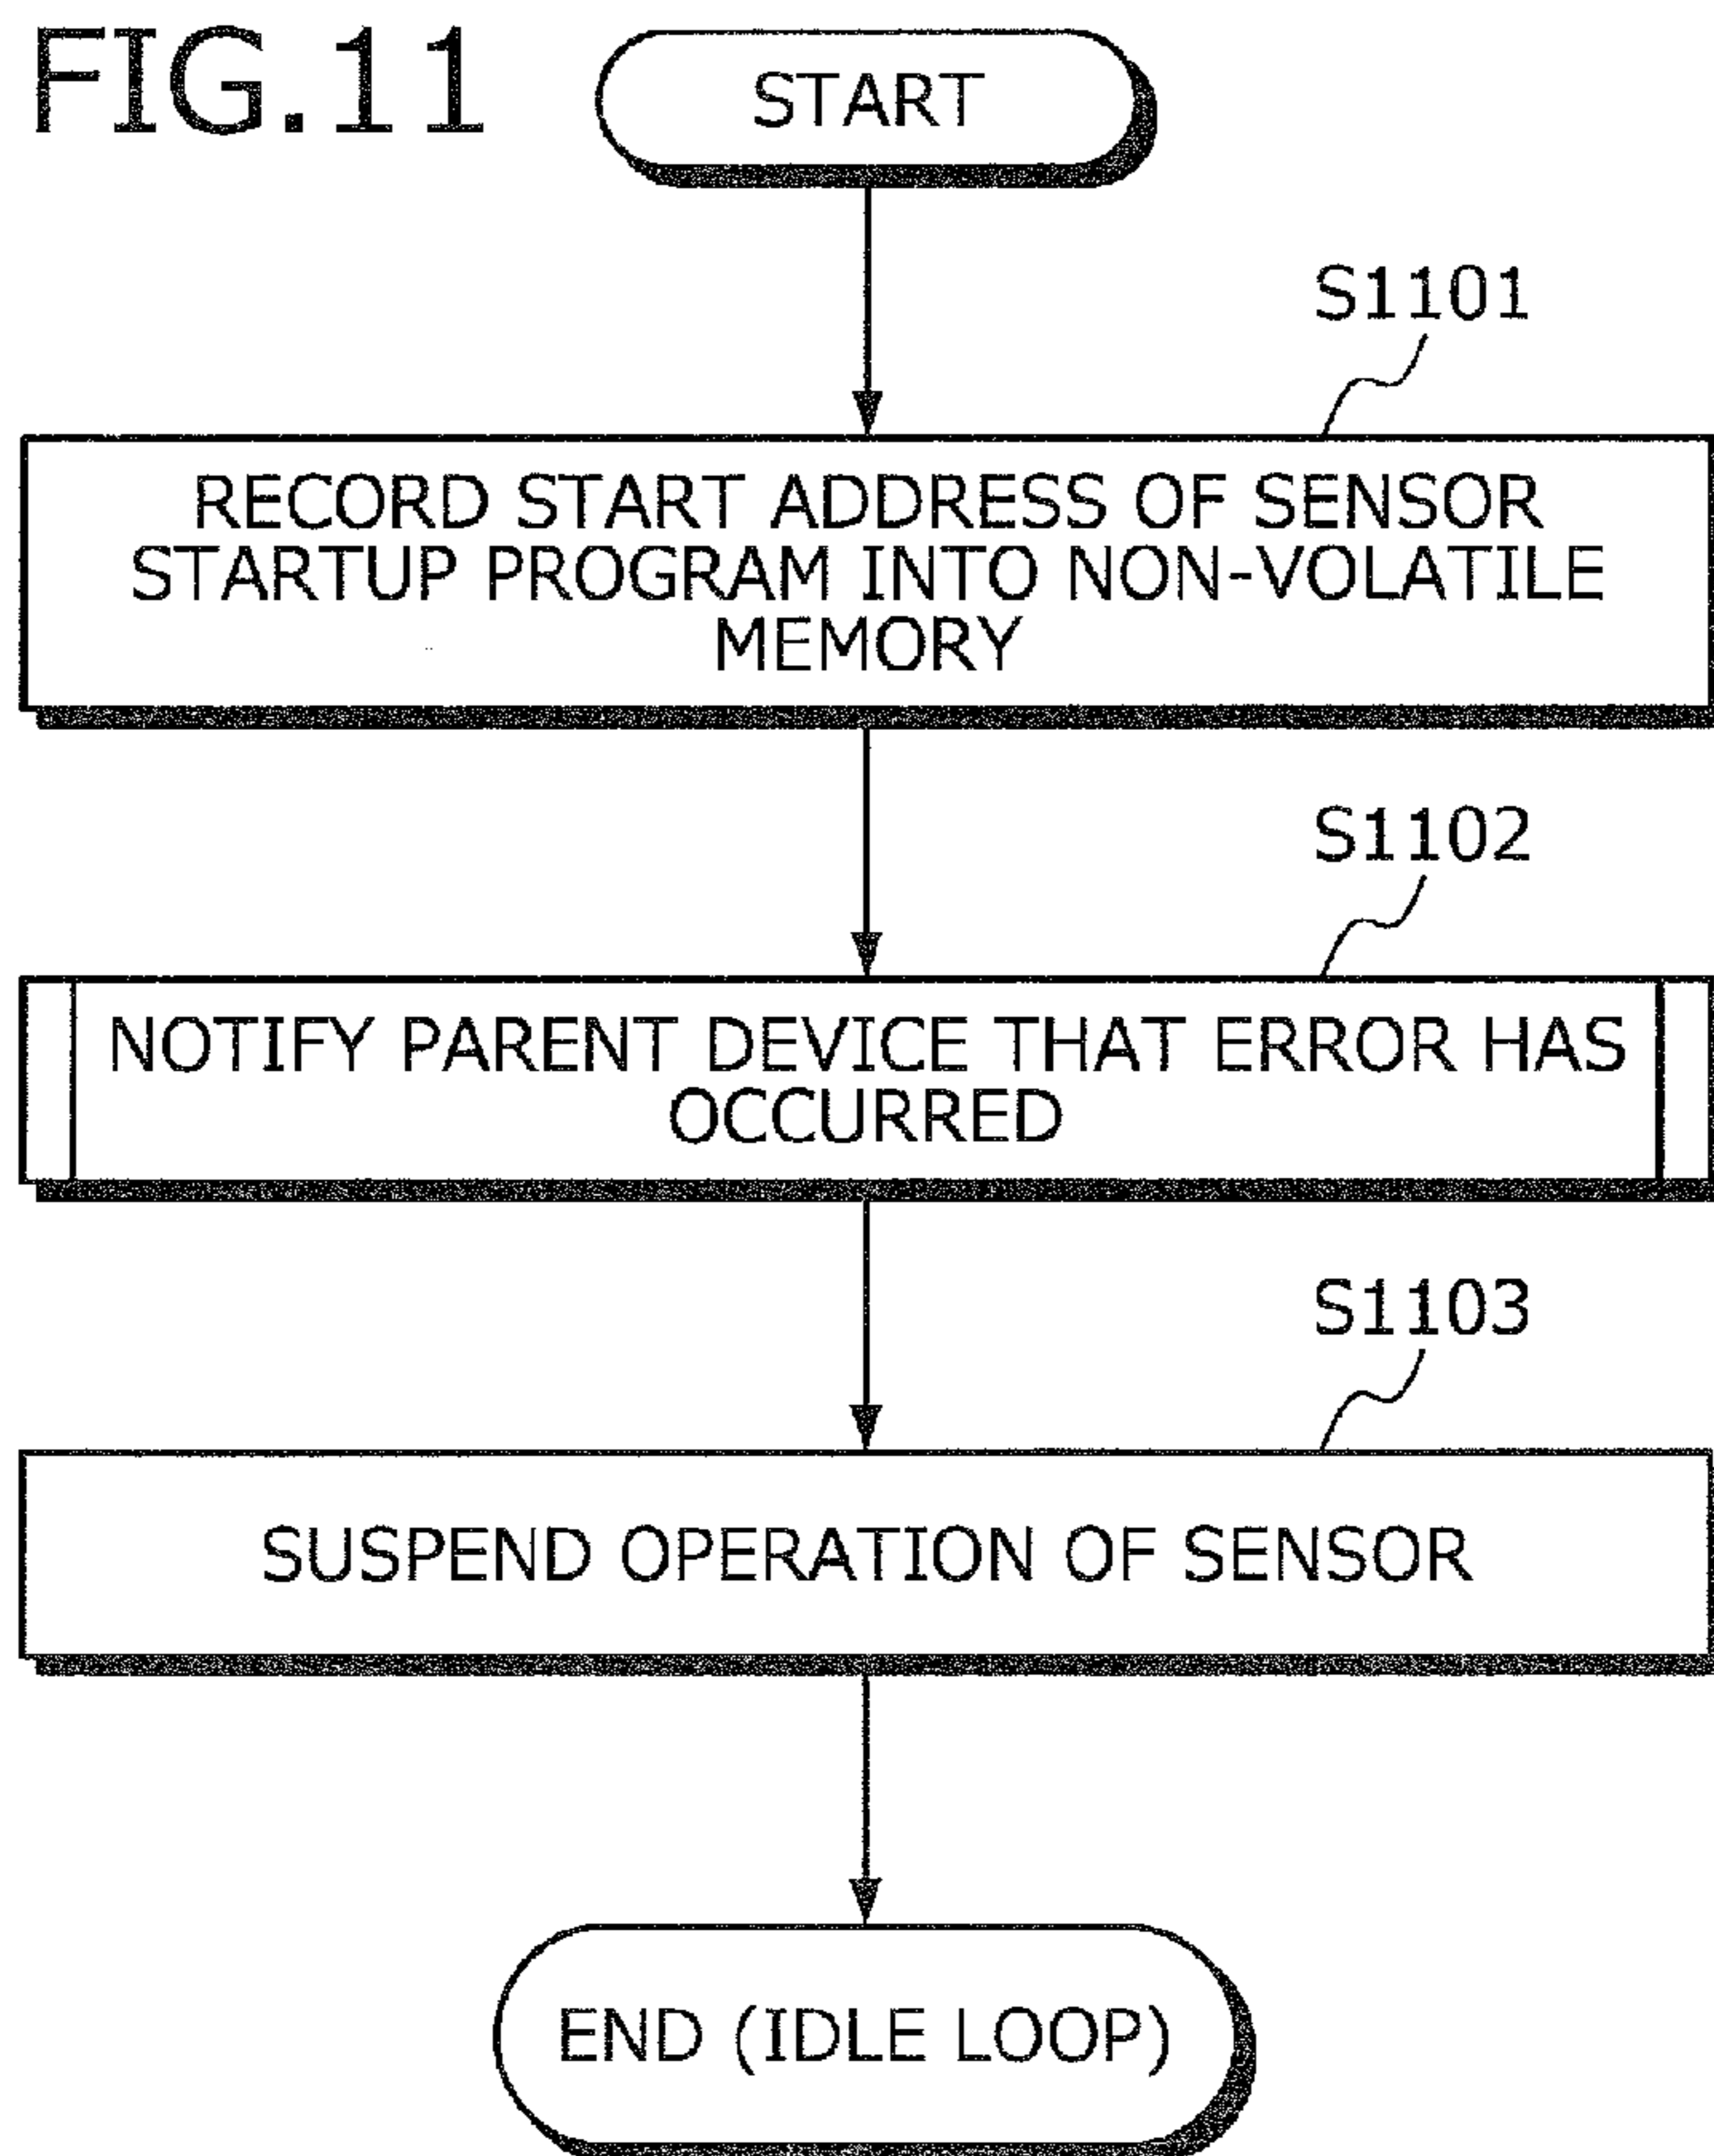 FIG.11
START
S1101
RECORD START ADDRESS OF SENSOR
STARTUP PROGRAM INTO NON-VOLATILE
MEMORY
S1102
NOTIFY PARENT DEVICE THAT ERROR HAS
OCCURRED
S1103
SUSPEND OPERATION OF SENSOR
END (IDLE LOOP)